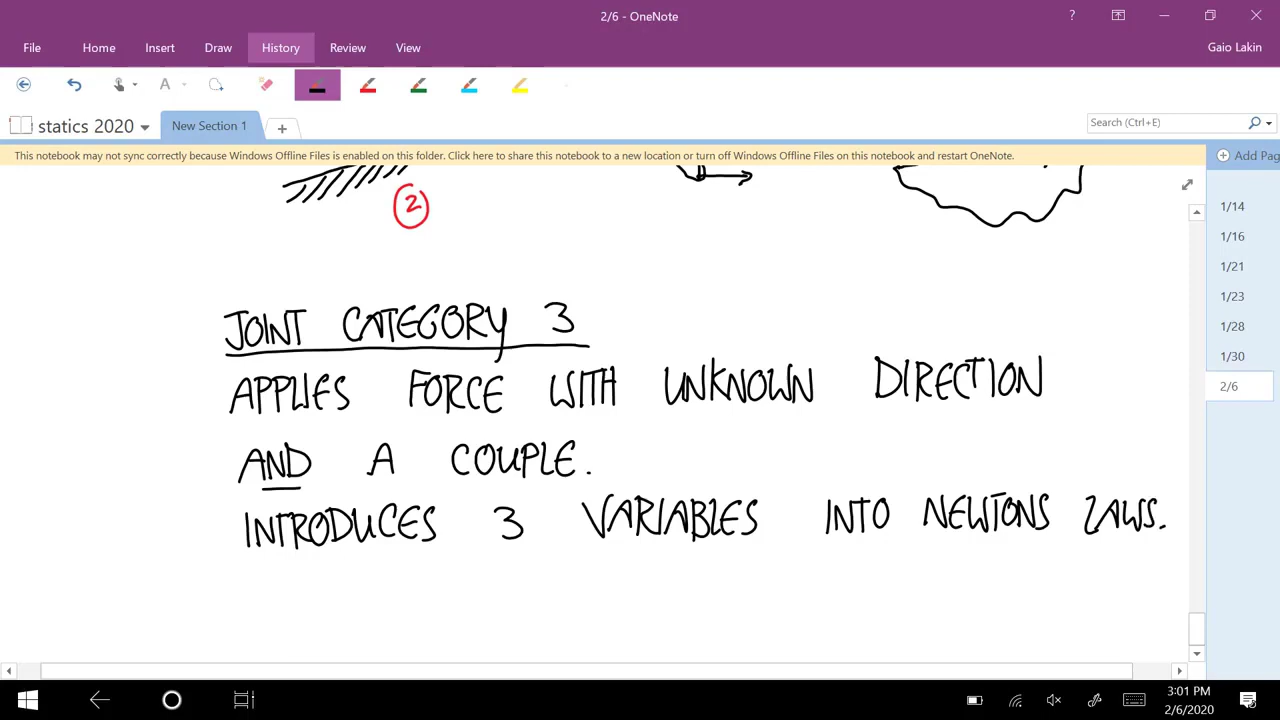 2/6 - OneNote
?
File
Home
Insert
Draw
History
Review
View
Gaio Lakin
A
statics 2020
New Section 1
+
Search (Ctrl+E)
This notebook may not sync correctly because Windows Offline Files is enabled on this folder. Click here to share this notebook to a new location or turn off Windows Offline Files on this notebook and restart OneNote.
Add Pag
1/14
1/16
1/21
1/23
1/28
1/30
2/6
2
JOINT CATEGORY 3
APPLIES FORCE WITH UNKNOWN DIRECTION
AND A COUPLE.
INTRODUCES 3 VARIABLES INTO NEWTONS LAWS.
3:01 PM
2/6/2020